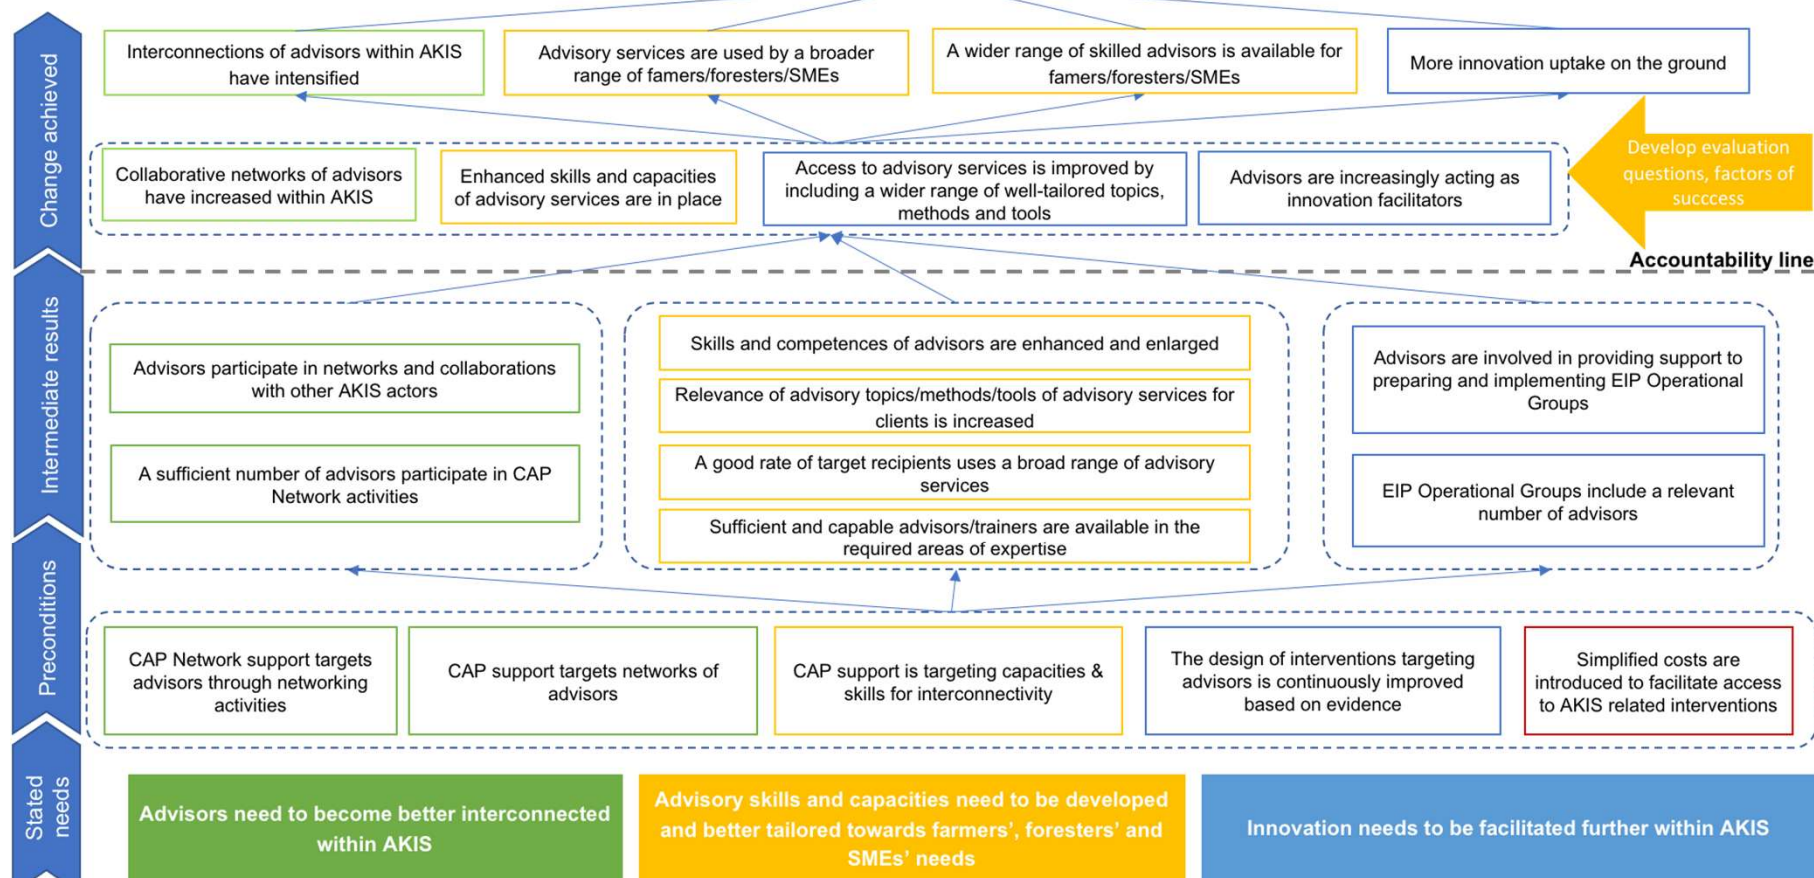 Change achieved
Interconnections of advisors within AKIS
have intensified
Advisory services are used by a broader
range of famers/foresters/SMEs
A wider range of skilled advisors is available for
famers/foresters/SMEs
More innovation uptake on the ground
Collaborative networks of advisors
have increased within AKIS
Enhanced skills and capacities
of advisory services are in place
Access to advisory services is improved by
including a wider range of well-tailored topics,
methods and tools
Advisors are increasingly acting as
innovation facilitators
Develop evaluation
questions, factors of
succcess
Accountability line
Intermediate results
Advisors participate in networks and collaborations
with other AKIS actors
A sufficient number of advisors participate in CAP
Network activities
Skills and competences of advisors are enhanced and enlarged
Relevance of advisory topics/methods/tools of advisory services for
clients is increased
A good rate of target recipients uses a broad range of advisory
services
Sufficient and capable advisors/trainers are available in the
required areas of expertise
Advisors are involved in providing support to
preparing and implementing EIP Operational
Groups
EIP Operational Groups include a relevant
number of advisors
Preconditions
CAP Network support targets
advisors through networking
activities
CAP support targets networks of
advisors
CAP support is targeting capacities &
skills for interconnectivity
The design of interventions targeting
advisors is continuously improved
based on evidence
Simplified costs are
introduced to facilitate access
to AKIS related interventions
Stated
needs
Advisors need to become better interconnected
within AKIS
Advisory skills and capacities need to be developed
and better tailored towards farmers’, foresters’ and
SMEs’ needs
Innovation needs to be facilitated further within AKIS